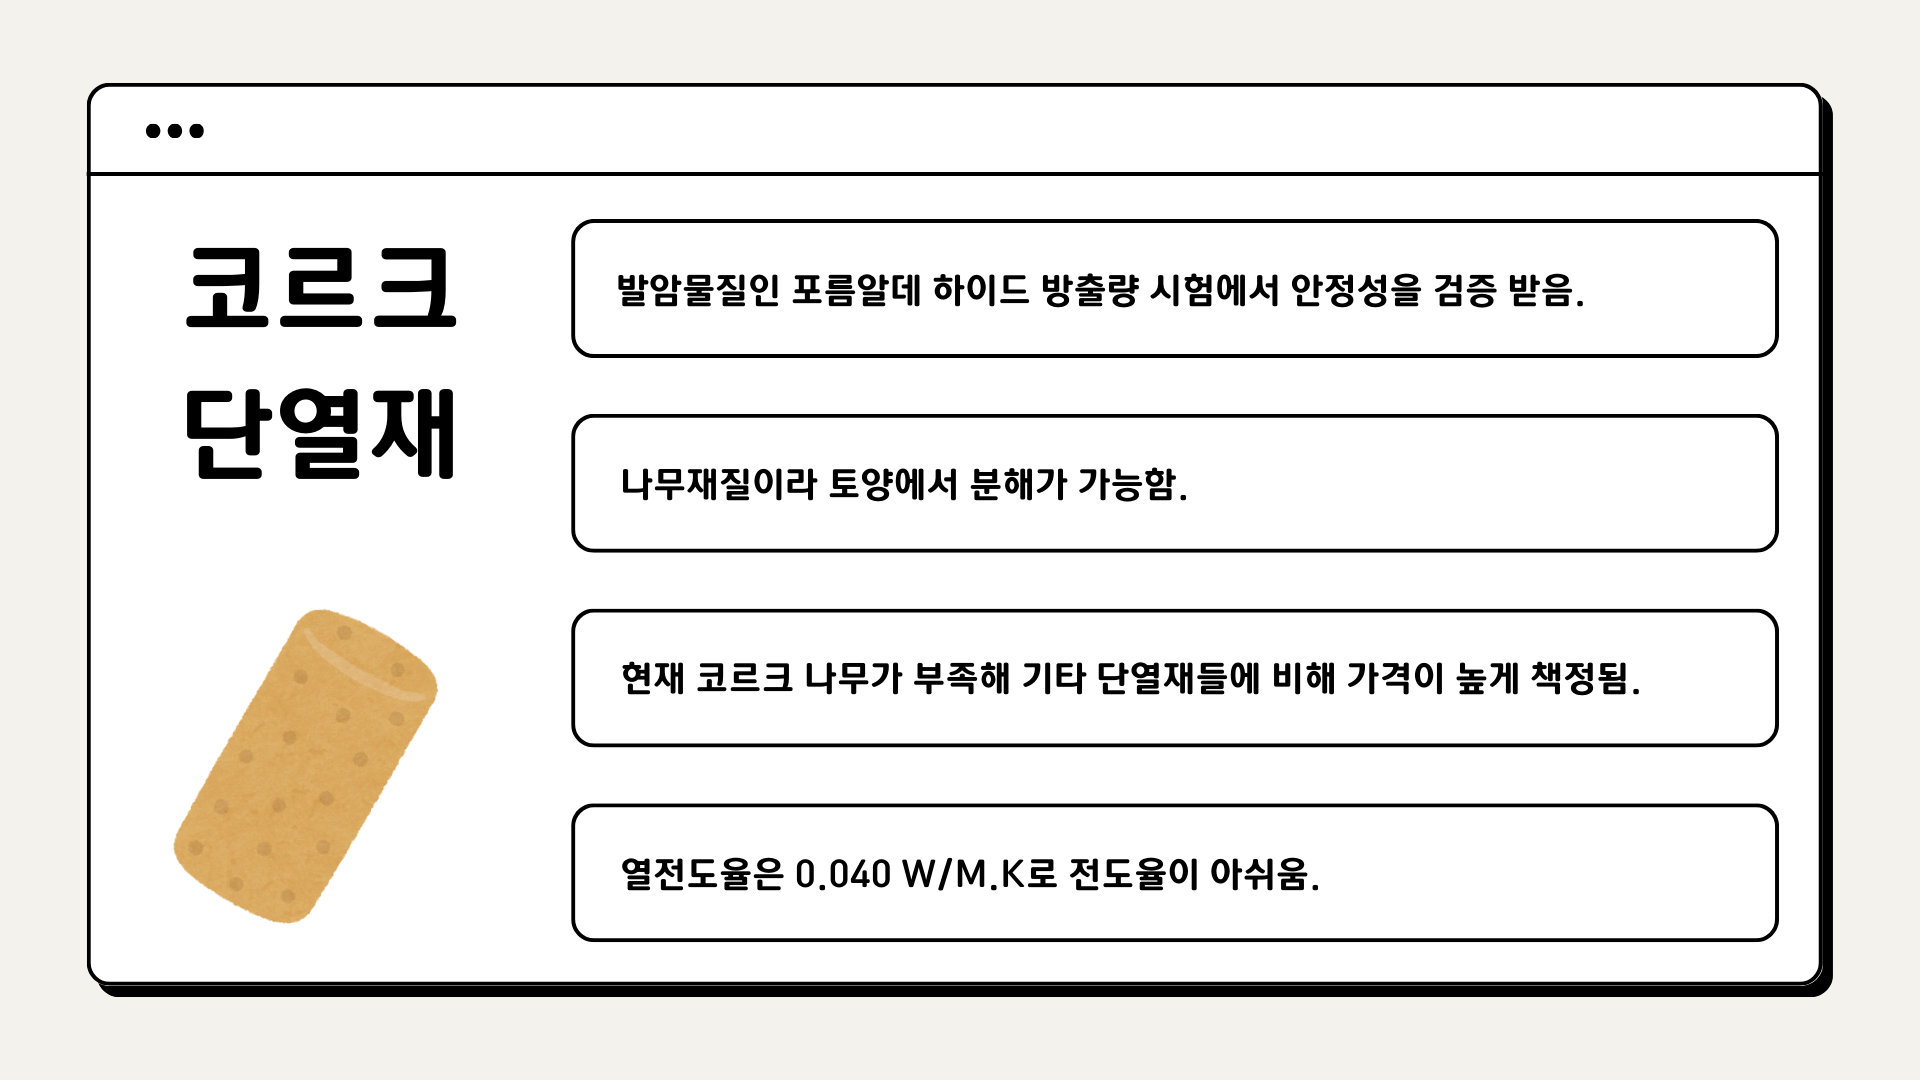 코르크
단열재
발암물질인 포름알데 하이드 방출량 시험에서 안정성을 검증 받음.
나무재질이라 토양에서 분해가 가능함.
현재 코르크 나무가 부족해 기타 단열재들에 비해 가격이 높게 책정됨.
열전도율은 0.040 W/M.K로 전도율이 아쉬움.